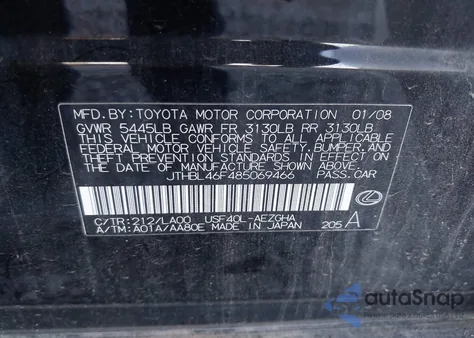 MFD. BY: TOYOTA MOTOR CORPORATION 01/08
GVWR 5445LB GAWR FR 3130LB RR 3130LB
THIS VEHICLE CONFORMS TO ALL APPLICABLE
FEDERAL MOTOR VEHICLE SAFETY, BUMPER, AND
THEFT PREVENTION STANDARDS IN EFFECT ON
THE DATE OF MANUFACTURE SHOWN ABOVE.
JTHBL46F485069466 PASS. CAR
C/TR: 212/LA00 USF40L-AEZGHA
A/TM: A01A/AA80E MADE IN JAPAN 205 A
autoSnap